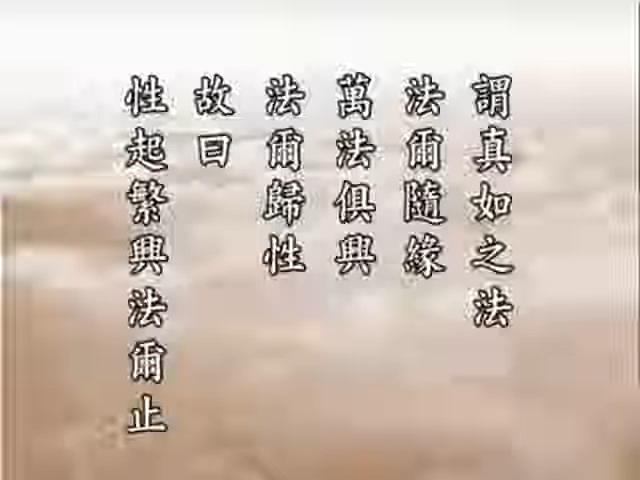 謂真如之法
法爾隨緣
萬法俱興
法爾歸性
故曰
性起繁興法爾止